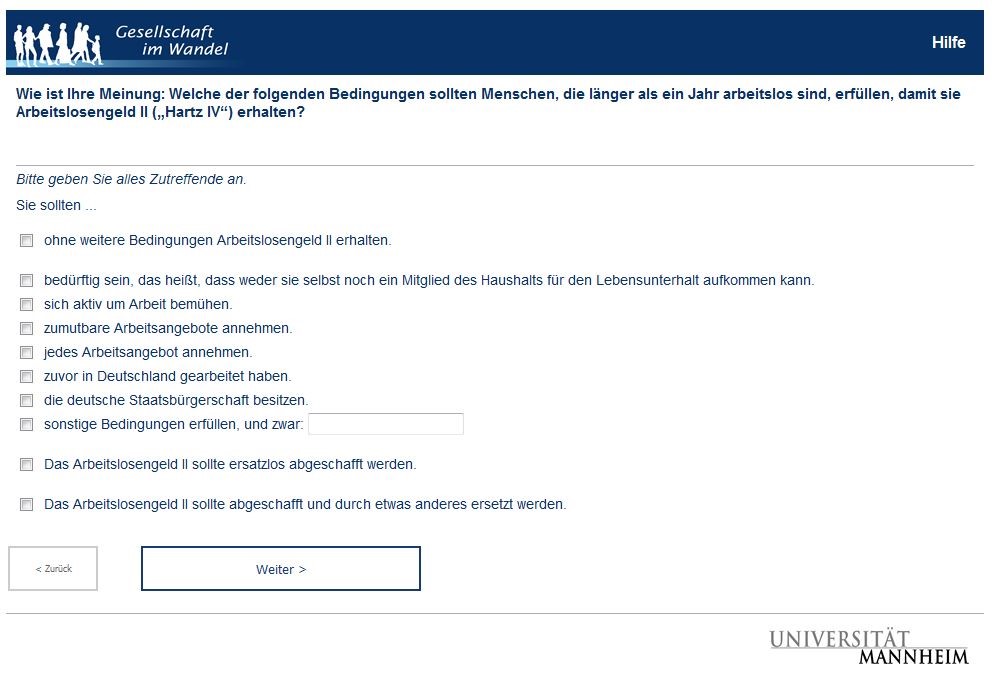 Gesellschaft
im Wandel
Hilfe
Wie ist Ihre Meinung: Welche der folgenden Bedingungen sollten Menschen, die länger als ein Jahr arbeitslos sind, erfüllen, damit sie
Arbeitslosengeld II („Hartz IV“) erhalten?
Bitte geben Sie alles Zutreffende an.
Sie sollten ...
ohne weitere Bedingungen Arbeitslosengeld II erhalten.
bedürftig sein, das heißt, dass weder sie selbst noch ein Mitglied des Haushalts für den Lebensunterhalt aufkommen kann.
sich aktiv um Arbeit bemühen.
zumutbare Arbeitsangebote annehmen.
jedes Arbeitsangebot annehmen.
zuvor in Deutschland gearbeitet haben.
die deutsche Staatsbürgerschaft besitzen.
sonstige Bedingungen erfüllen, und zwar:
Das Arbeitslosengeld II sollte ersatzlos abgeschafft werden.
Das Arbeitslosengeld II sollte abgeschafft und durch etwas anderes ersetzt werden.
< Zurück
Weiter >
UNIVERSITÄT
MANNHEIM